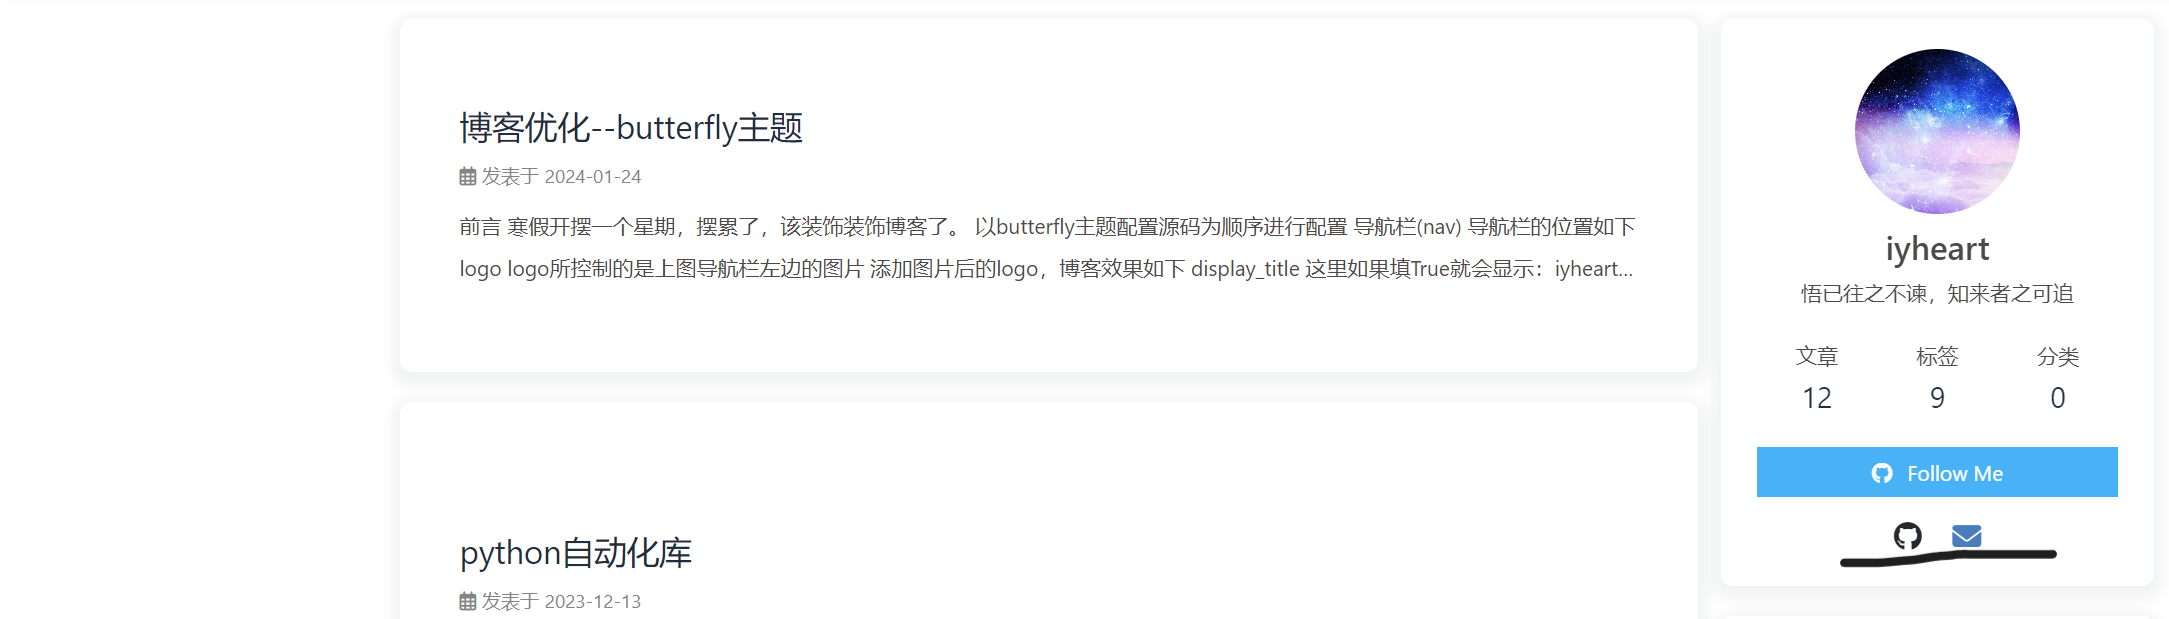 博客优化--butterfly主题
发表于 2024-01-24
前言 寒假开摆一个星期，摆累了，该装饰装饰博客了。 以butterfly主题配置源码为顺序进行配置 导航栏(nav) 导航栏的位置如下
logo logo所控制的是上图导航栏左边的图片 添加图片后的logo，博客效果如下 display_title 这里如果填True就会显示：iyheart...
python自动化库
发表于 2023-12-13
iyheart
悟已往之不谏，知来者之可追
文章 标签 分类
12 9 0
Follow Me